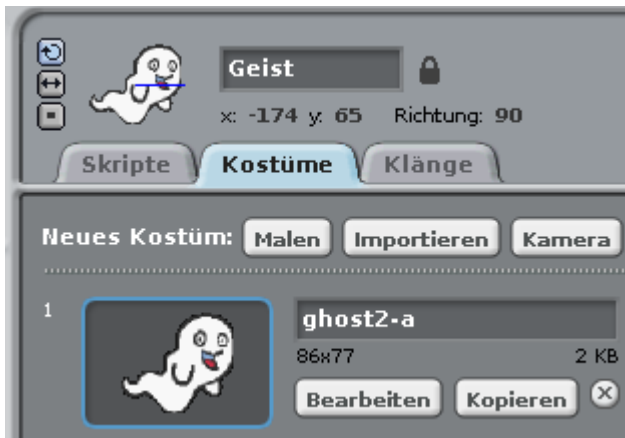 Geist
x: -174 y: 65 Richtung: 90
Skripte Kostüme Klänge
Neues Kostüm: Malen Importieren Kamera
1
ghost2-a
86x77 2 KB
Bearbeiten Kopieren